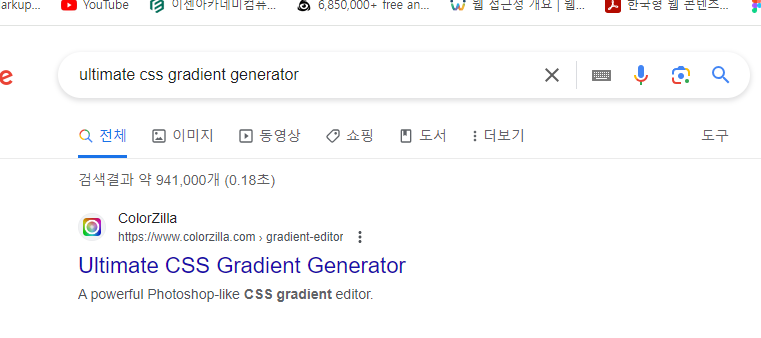 arkup... YouTube 이젠아카데미컴퓨... 6,850,000+ free an... 웹 접근성 개요 | 웹... 한국형 웹 콘텐츠...
e
ultimate css gradient generator
전체 이미지 동영상 쇼핑 도서 더보기 도구
검색결과 약 941,000개 (0.18초)
ColorZilla
https://www.colorzilla.com › gradient-editor
Ultimate CSS Gradient Generator
A powerful Photoshop-like CSS gradient editor.